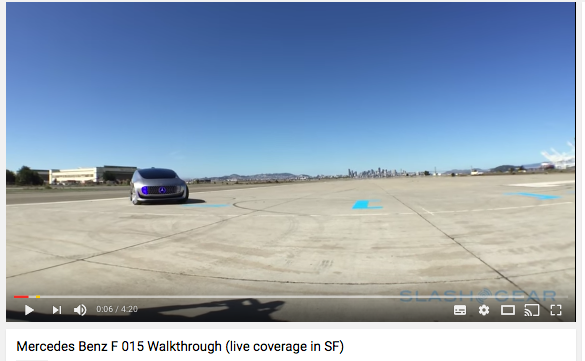 SLASHGEAR
0:06 / 4:20
Mercedes Benz F 015 Walkthrough (live coverage in SF)